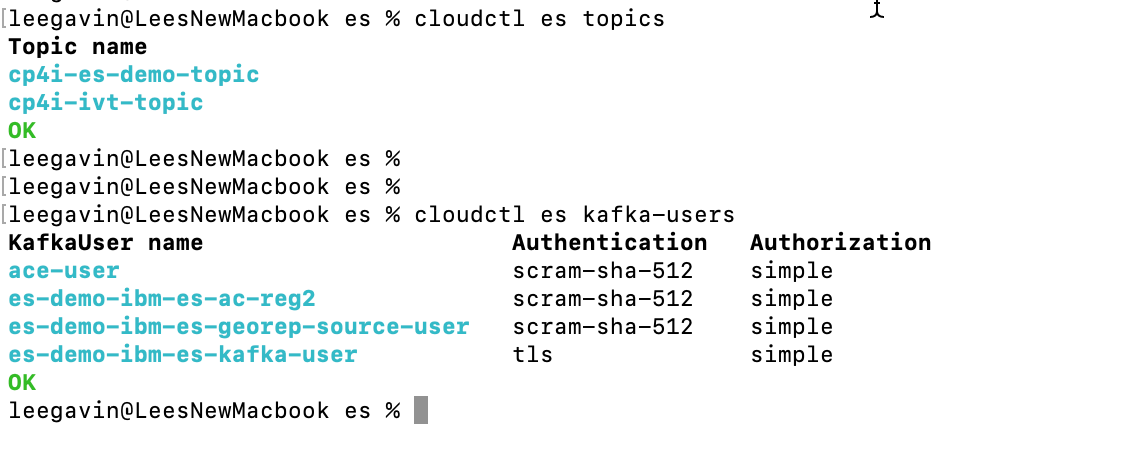 [leegavin@LeesNewMacbook es % cloudctl es topics
Topic name
cp4i-es-demo-topic
cp4i-ivt-topic
OK
[leegavin@LeesNewMacbook es %
[leegavin@LeesNewMacbook es %
[leegavin@LeesNewMacbook es % cloudctl es kafka-users
KafkaUser name Authentication Authorization
ace-user scram-sha-512 simple
es-demo-ibm-es-ac-reg2 scram-sha-512 simple
es-demo-ibm-es-georep-source-user scram-sha-512 simple
es-demo-ibm-es-kafka-user tls simple
OK
leegavin@LeesNewMacbook es %